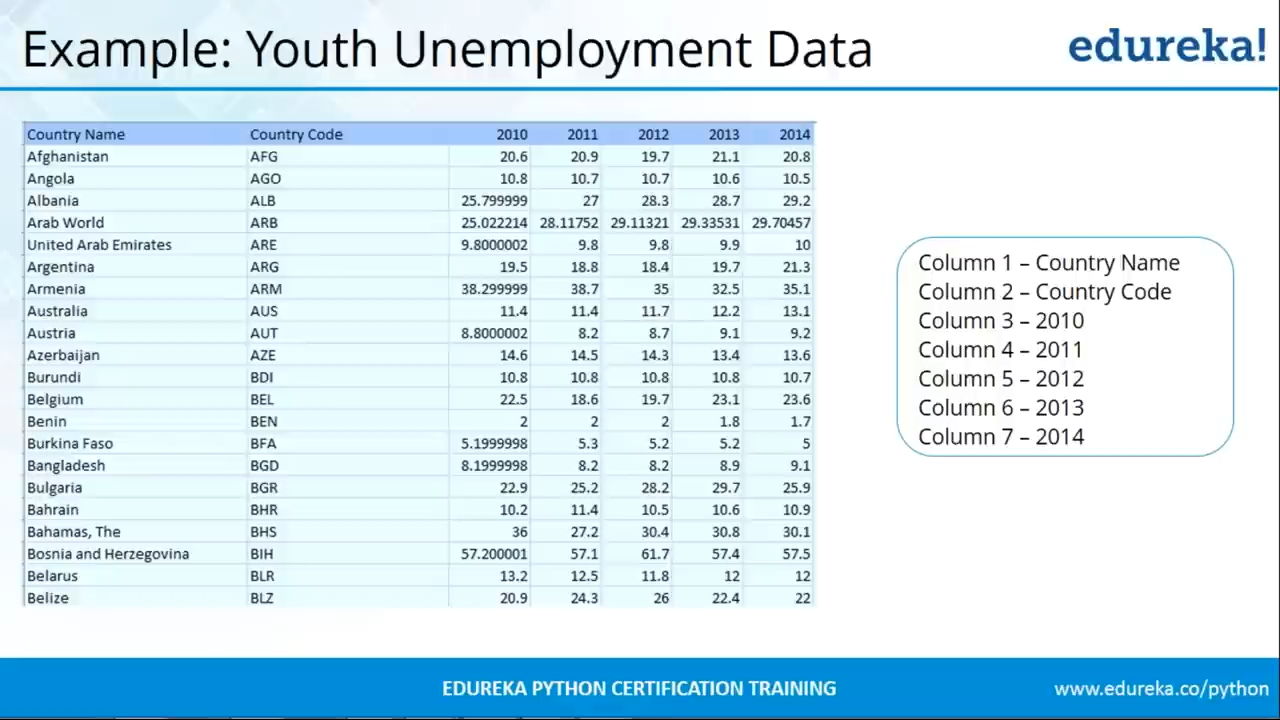 Example: Youth Unemployment Data
edureka!
Country Name Country Code 2010 2011 2012 2013 2014
Afghanistan AFG 20.6 20.9 19.7 21.1 20.8
Angola AGO 10.8 10.7 10.7 10.6 10.5
Albania ALB 25.799999 27 28.3 28.7 29.2
Arab World ARB 25.022214 28.11752 29.11321 29.33531 29.70457
United Arab Emirates ARE 9.8000002 9.8 9.8 9.9 10
Argentina ARG 19.5 18.8 18.4 19.7 21.3
Armenia ARM 38.299999 38.7 35 32.5 35.1
Australia AUS 11.4 11.4 11.7 12.2 13.1
Austria AUT 8.8000002 8.2 8.7 9.1 9.2
Azerbaijan AZE 14.6 14.5 14.3 13.4 13.6
Burundi BDI 10.8 10.8 10.8 10.8 10.7
Belgium BEL 22.5 18.6 19.7 23.1 23.6
Benin BEN 2 2 2 1.8 1.7
Burkina Faso BFA 5.1999998 5.3 5.2 5.2 5
Bangladesh BGD 8.1999998 8.2 8.2 8.9 9.1
Bulgaria BGR 22.9 25.2 28.2 29.7 25.9
Bahrain BHR 10.2 11.4 10.5 10.6 10.9
Bahamas, The BHS 36 27.2 30.4 30.8 30.1
Bosnia and Herzegovina BIH 57.200001 57.1 61.7 57.4 57.5
Belarus BLR 13.2 12.5 11.8 12 12
Belize BLZ 20.9 24.3 26 22.4 22
Column 1 – Country Name
Column 2 – Country Code
Column 3 – 2010
Column 4 – 2011
Column 5 – 2012
Column 6 – 2013
Column 7 – 2014
EDUREKA PYTHON CERTIFICATION TRAINING
www.edureka.co/python